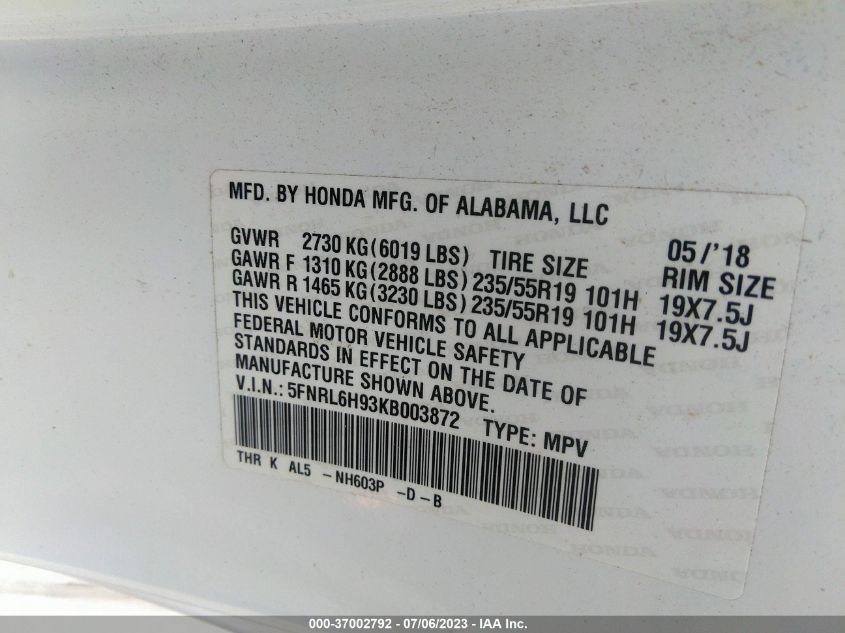 MFD. BY HONDA MFG. OF ALABAMA, LLC
GVWR 2730 KG (6019 LBS) TIRE SIZE 05/'18 RIM SIZE
GAWR F 1310 KG (2888 LBS) 235/55R19 101H 19X7.5J
GAWR R 1465 KG (3230 LBS) 235/55R19 101H 19X7.5J
THIS VEHICLE CONFORMS TO ALL APPLICABLE
FEDERAL MOTOR VEHICLE SAFETY
STANDARDS IN EFFECT ON THE DATE OF
MANUFACTURE SHOWN ABOVE.
V.I.N.: 5FNRL6H93KB003872 TYPE: MPV
THR K AL5 -NH603P -D-B
000-37002792 - 07/06/2023 - IAA Inc.